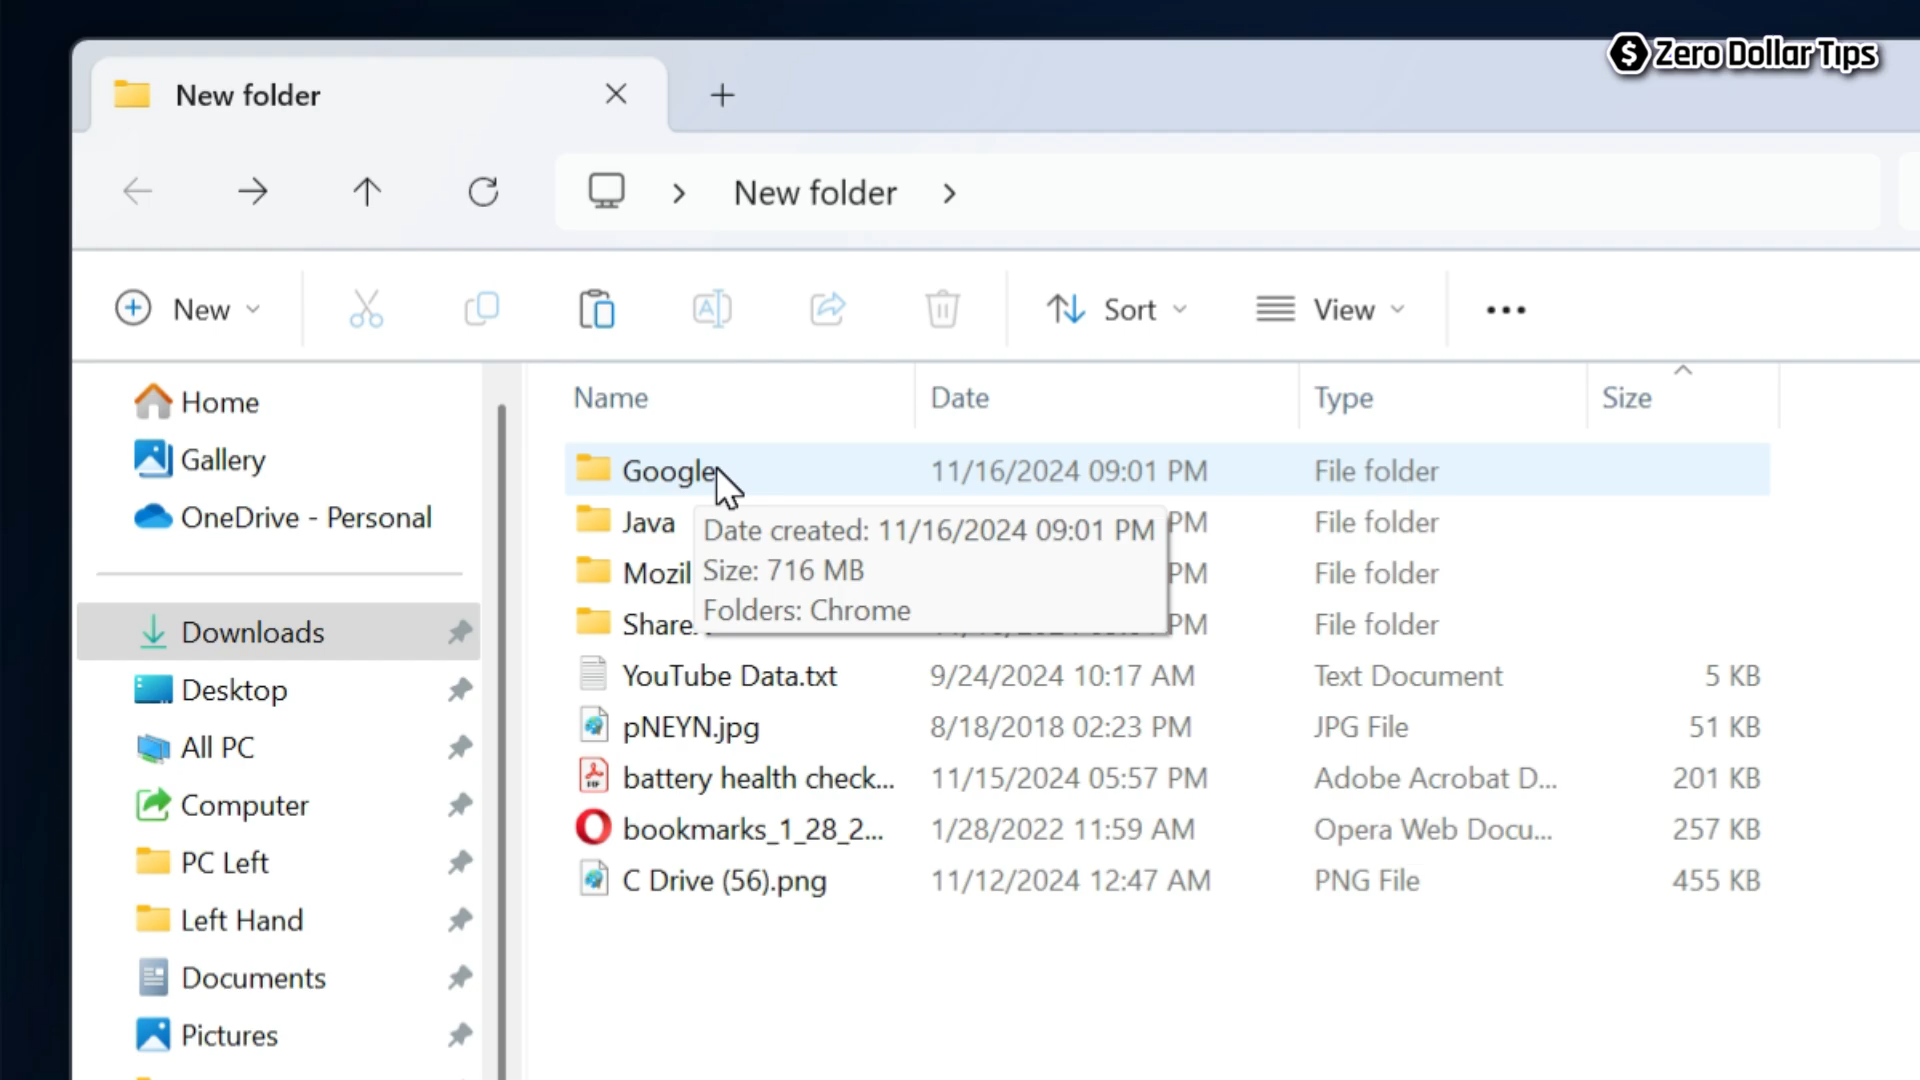 Zero Dollar Tips
New folder
New folder
New
Sort
View
Home
Gallery
OneDrive - Personal
Downloads
Desktop
All PC
Computer
PC Left
Left Hand
Documents
Pictures
Name Date Type Size
Google 11/16/2024 09:01 PM File folder
Java PM File folder
Mozil PM File folder
Share PM File folder
Date created: 11/16/2024 09:01 PM
Size: 716 MB
Folders: Chrome
YouTube Data.txt 9/24/2024 10:17 AM Text Document 5 KB
pNEYN.jpg 8/18/2018 02:23 PM JPG File 51 KB
battery health check... 11/15/2024 05:57 PM Adobe Acrobat D... 201 KB
bookmarks_1_28_2... 1/28/2022 11:59 AM Opera Web Docu... 257 KB
C Drive (56).png 11/12/2024 12:47 AM PNG File 455 KB